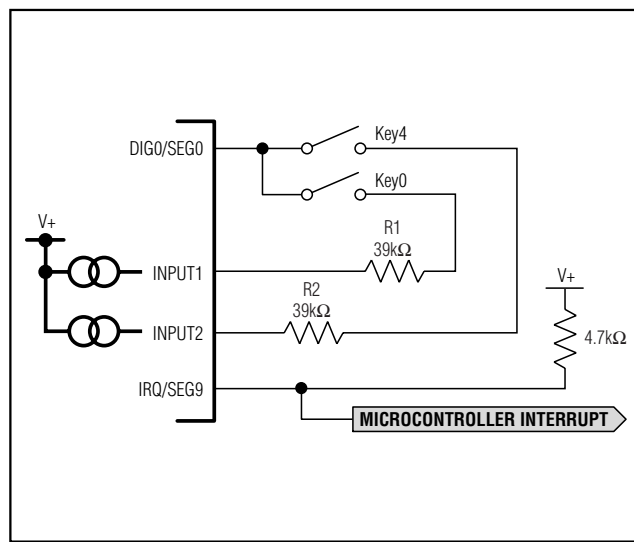 DIG0/SEG0
Key4
Key0
V+
R1
39kΩ
INPUT1
R2
39kΩ
V+
INPUT2
4.7kΩ
IRQ/SEG9
MICROCONTROLLER INTERRUPT